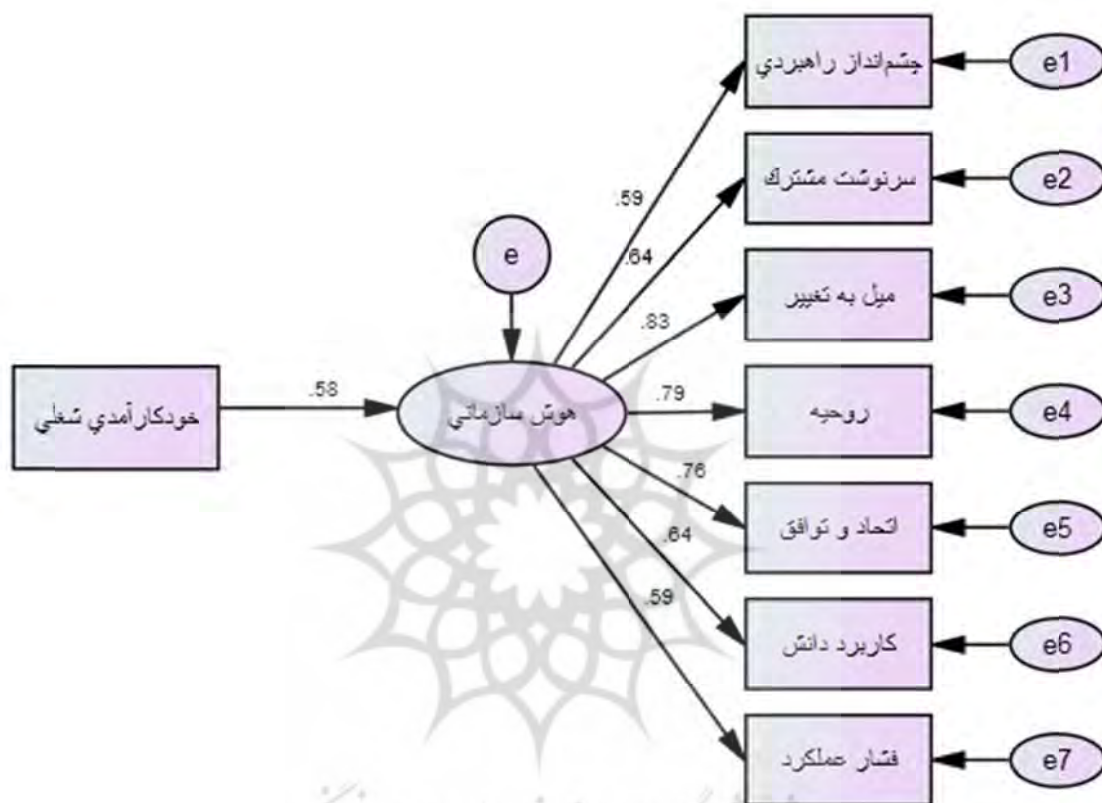 چشم‌انداز راهبردي
e1
سرنوشت مشترك
e2
ميل به تغيير
e3
روحيه
e4
اتحاد و توافق
e5
كاربرد دانش
e6
فشار عملكرد
e7
e
هوش سازماني
خودكارآمدي شغلي
.58
.59
.64
.83
.79
.76
.64
.59